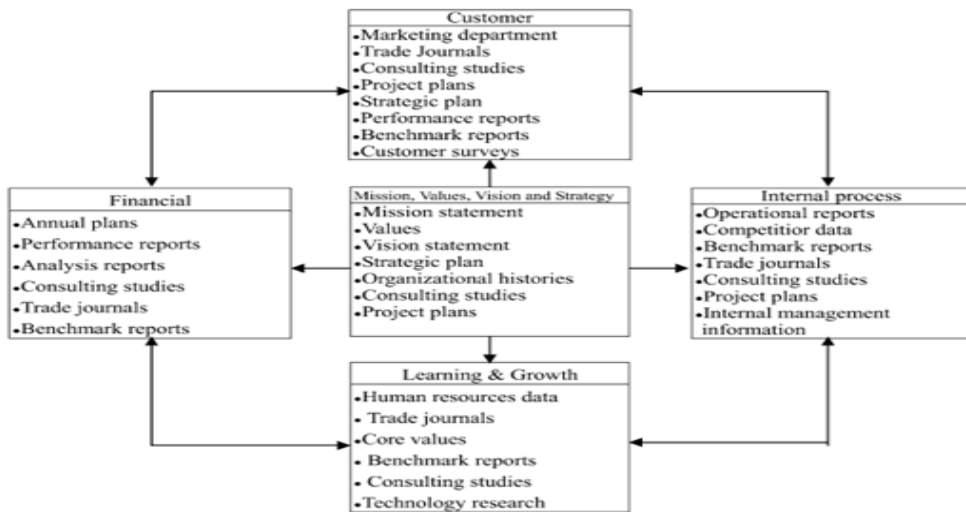 Customer
•Marketing department
•Trade Journals
•Consulting studies
•Project plans
•Strategic plan
•Performance reports
•Benchmark reports
•Customer surveys
Financial
•Annual plans
•Performance reports
•Analysis reports
•Consulting studies
•Trade journals
•Benchmark reports
Mission, Values, Vision and Strategy
•Mission statement
•Values
•Vision statement
•Strategic plan
•Organizational histories
•Consulting studies
•Project plans
Internal process
•Operational reports
•Competitior data
•Benchmark reports
•Trade journals
•Consulting studies
•Project plans
•Internal management
information
Learning & Growth
•Human resources data
• Trade journals
•Core values
• Benchmark reports
• Consulting studies
•Technology research